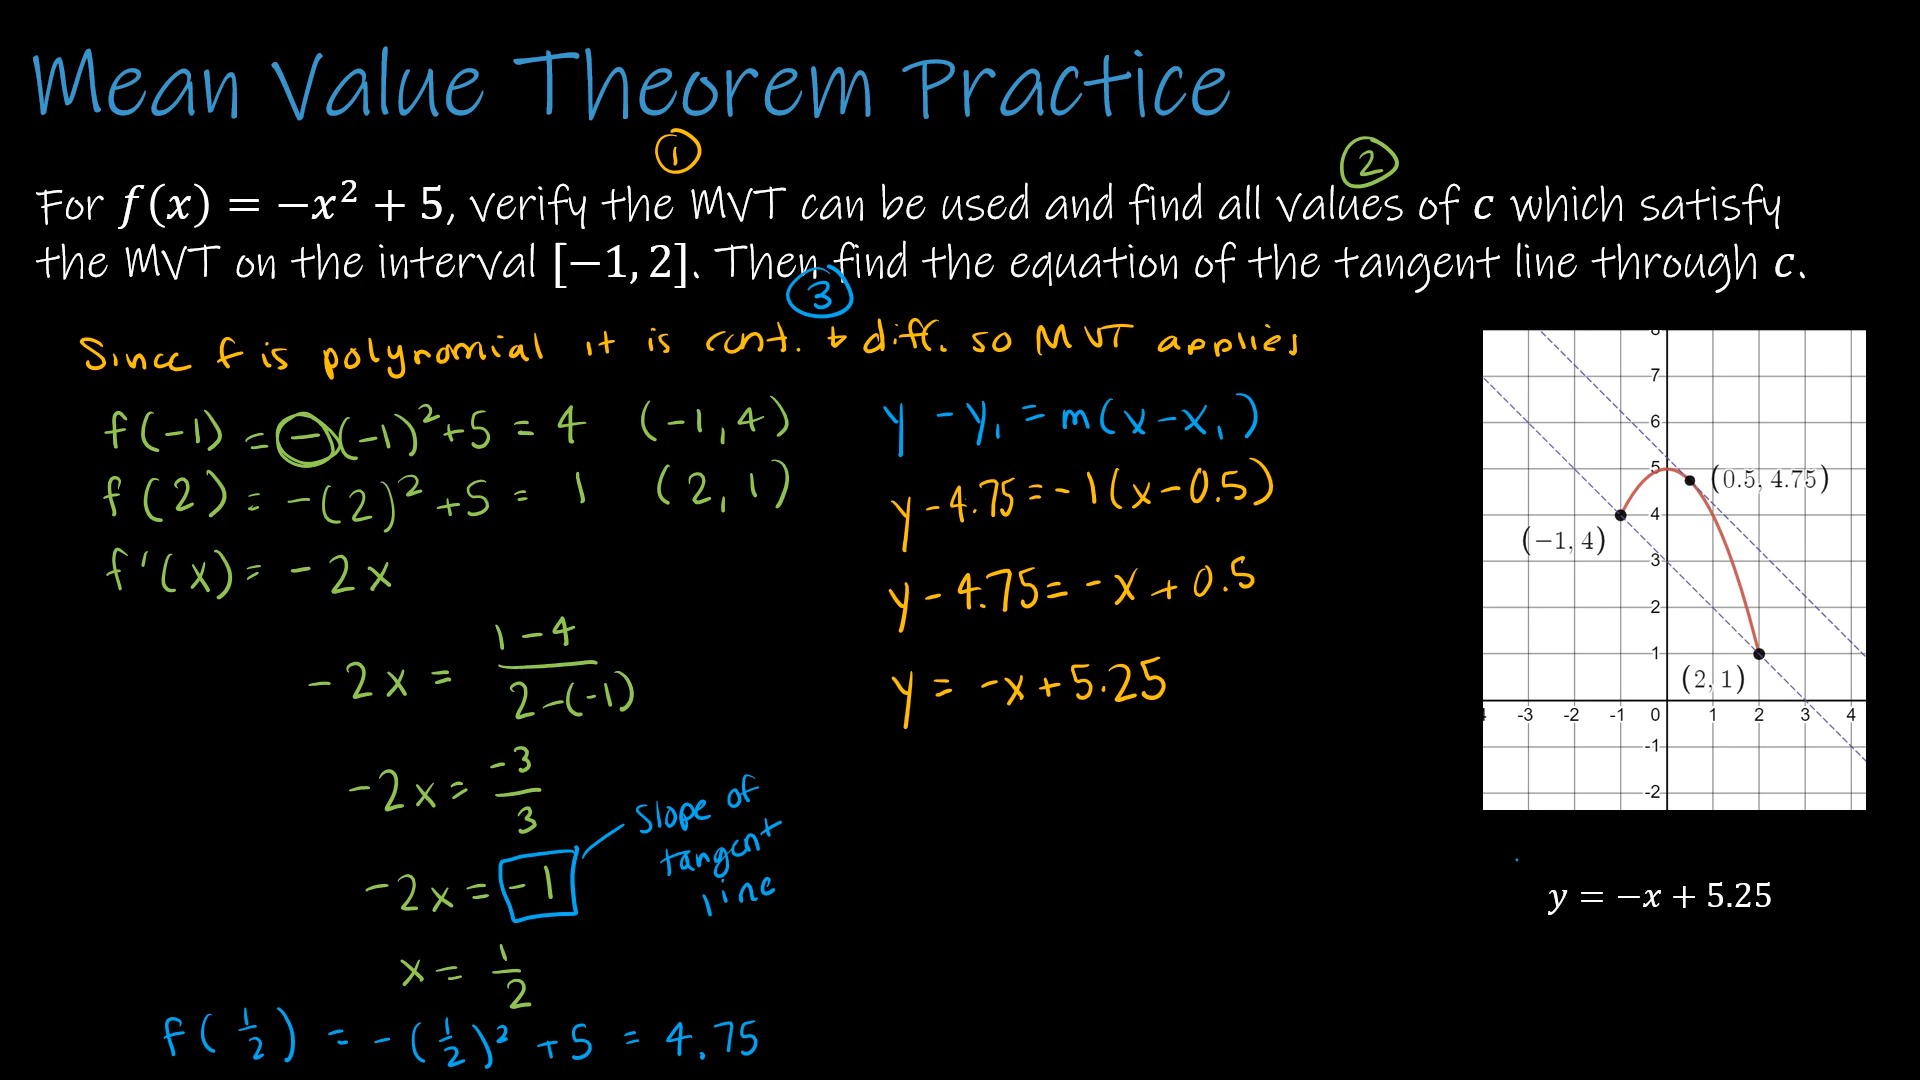 Mean Value Theorem Practice
1
2
For f(x) = −x² + 5, verify the MVT can be used and find all values of c which satisfy
the MVT on the interval [−1, 2]. Then find the equation of the tangent line through c.
3
Since f is polynomial it is cont. + diff. so MVT applies
f(-1) = -(-1)²+5 = 4 (-1,4)
f(2) = -(2)²+5 = 1 (2,1)
f'(x) = -2x
-2x = (1-4)/(2-(-1))
-2x = -3/3
-2x = -1
slope of
tangent
line
x = 1/2
f(1/2) = -(1/2)² + 5 = 4.75
y - y₁ = m(x-x₁)
y - 4.75 = -1(x-0.5)
y - 4.75 = -x + 0.5
y = -x + 5.25
8
7
6
5
(0.5, 4.75)
4
(−1, 4)
3
2
1
(2, 1)
-3 -2 -1 0 1 2 3 4
-1
-2
y = −x + 5.25